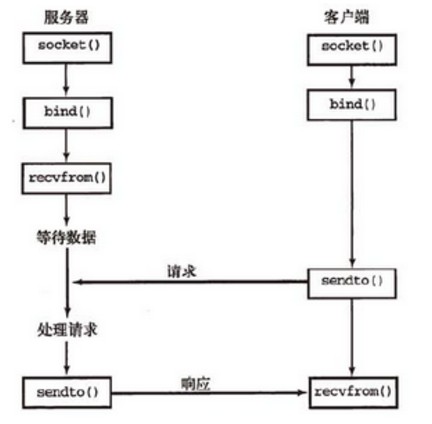 服务器
socket()
bind()
recvfrom()
等待数据
处理请求
sendto()
客户端
socket()
bind()
sendto()
recvfrom()
请求
响应